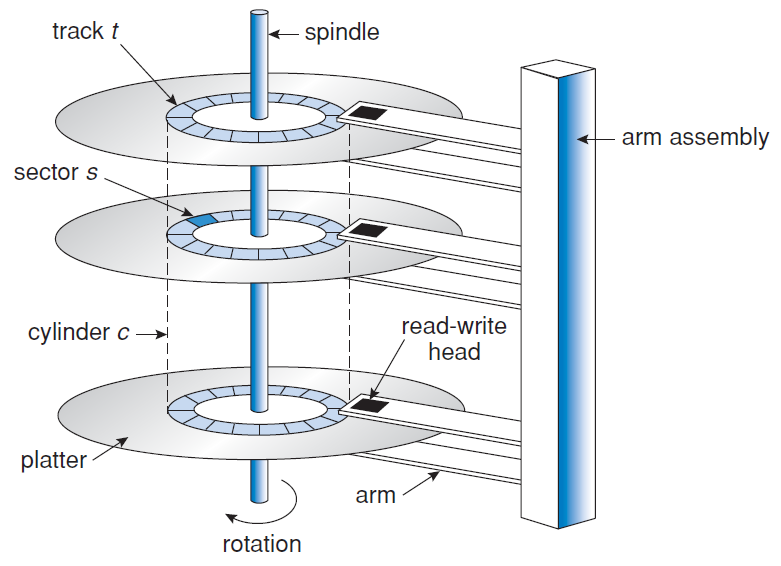 track t
spindle
arm assembly
sector s
cylinder c
read-write
head
platter
arm
rotation